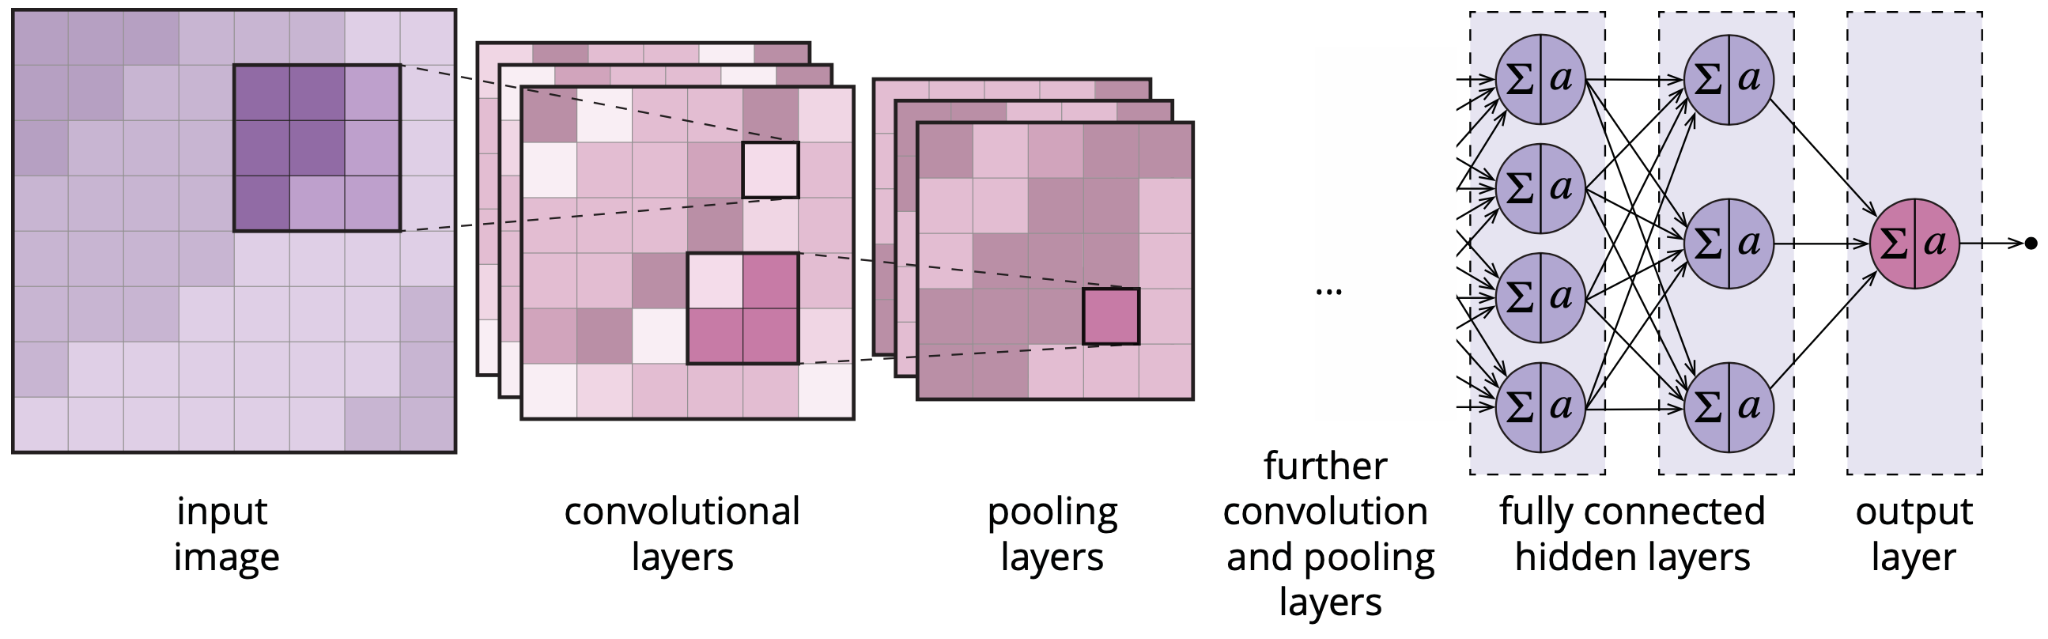 Σ a
Σ a
Σ a
Σ a
Σ a
Σ a
Σ a
Σ a
...
input
image
convolutional
layers
pooling
layers
further
convolution
and pooling
layers
fully connected
hidden layers
output
layer